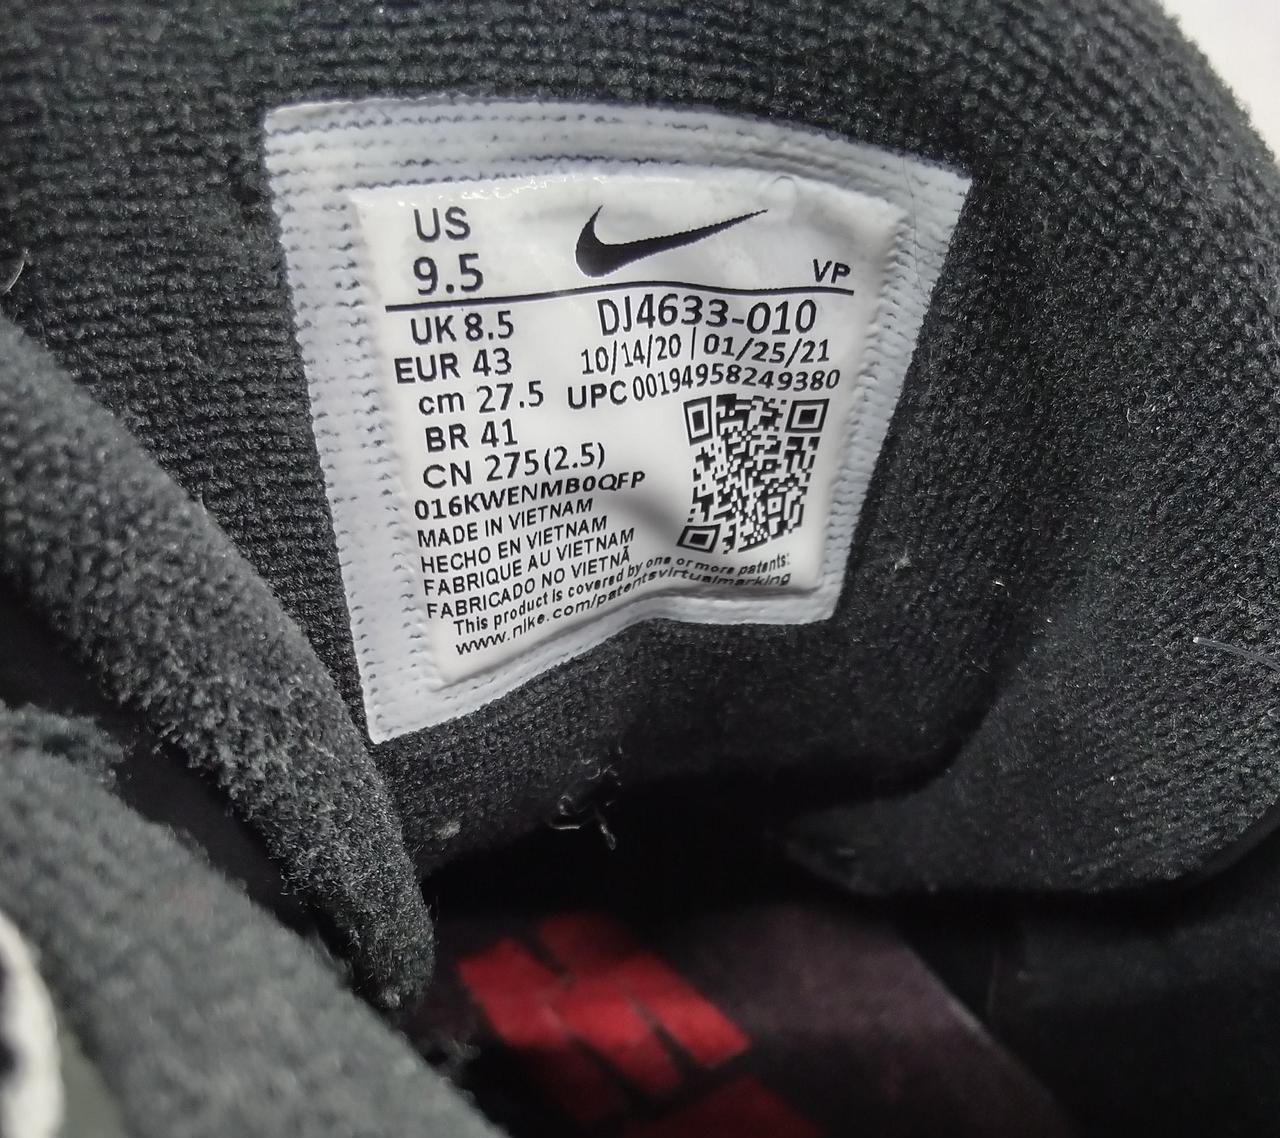 US
9.5
VP
UK 8.5
EUR 43
cm 27.5
BR 41
CN 275(2.5)
DJ4633-010
10/14/20 | 01/25/21
UPC 00194958249380
016KWENMB0QFP
MADE IN VIETNAM
HECHO EN VIETNAM
FABRIQUE AU VIETNAM
FABRICADO NO VIETNÃ
This product is covered by one or more patents:
www.nike.com/patentsvirtualmarking